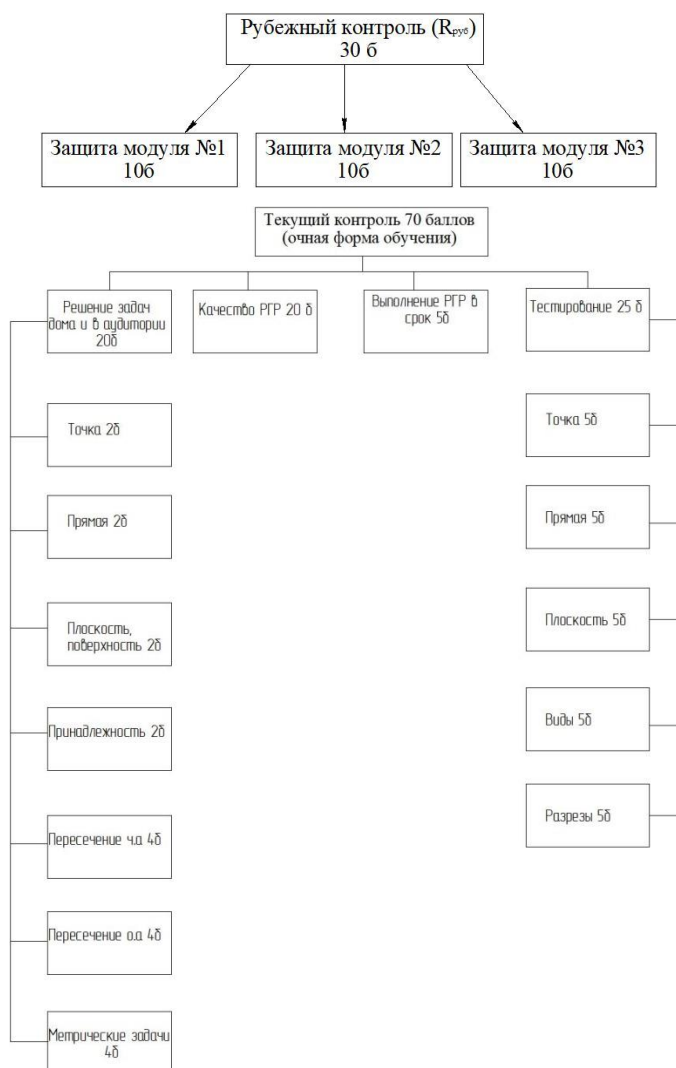 Рубежный контроль (Rруб)
30 б
Защита модуля №1
10б
Защита модуля №2
10б
Защита модуля №3
10б
Текущий контроль 70 баллов
(очная форма обучения)
Решение задач
дома и в аудитории
20б
Качество РГР 20 б
Выполнение РГР в
срок 5б
Тестирование 25 б
Точка 2б
Точка 5б
Прямая 2б
Прямая 5б
Плоскость,
поверхность 2б
Плоскость 5б
Принадлежность 2б
Виды 5б
Пересечение ч.а 4б
Разрезы 5б
Пересечение о.а 4б
Метрические задачи
4б